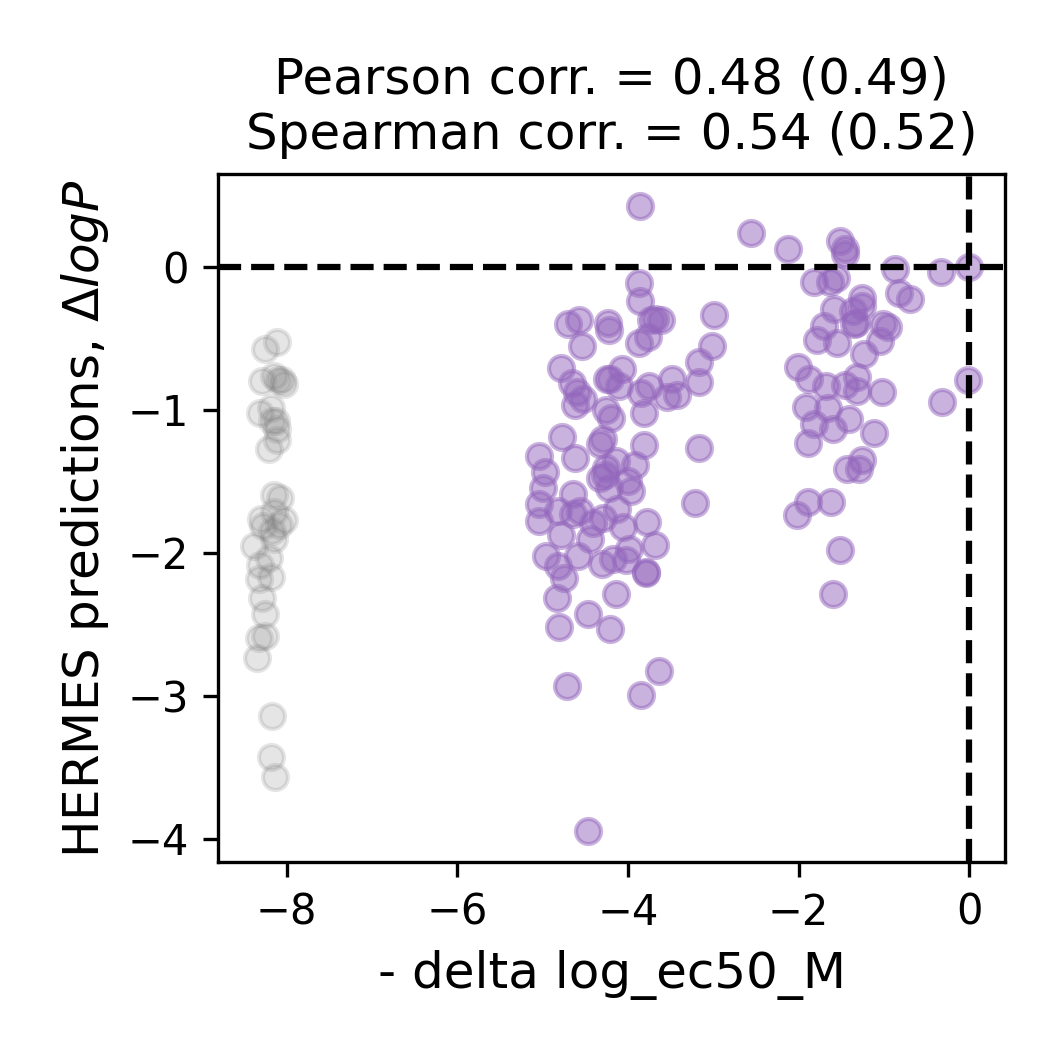 Pearson corr. = 0.48 (0.49)
Spearman corr. = 0.54 (0.52)
HERMES predictions, ΔlogP
0
−1
−2
−3
−4
−8
−6
−4
−2
0
- delta log_ec50_M